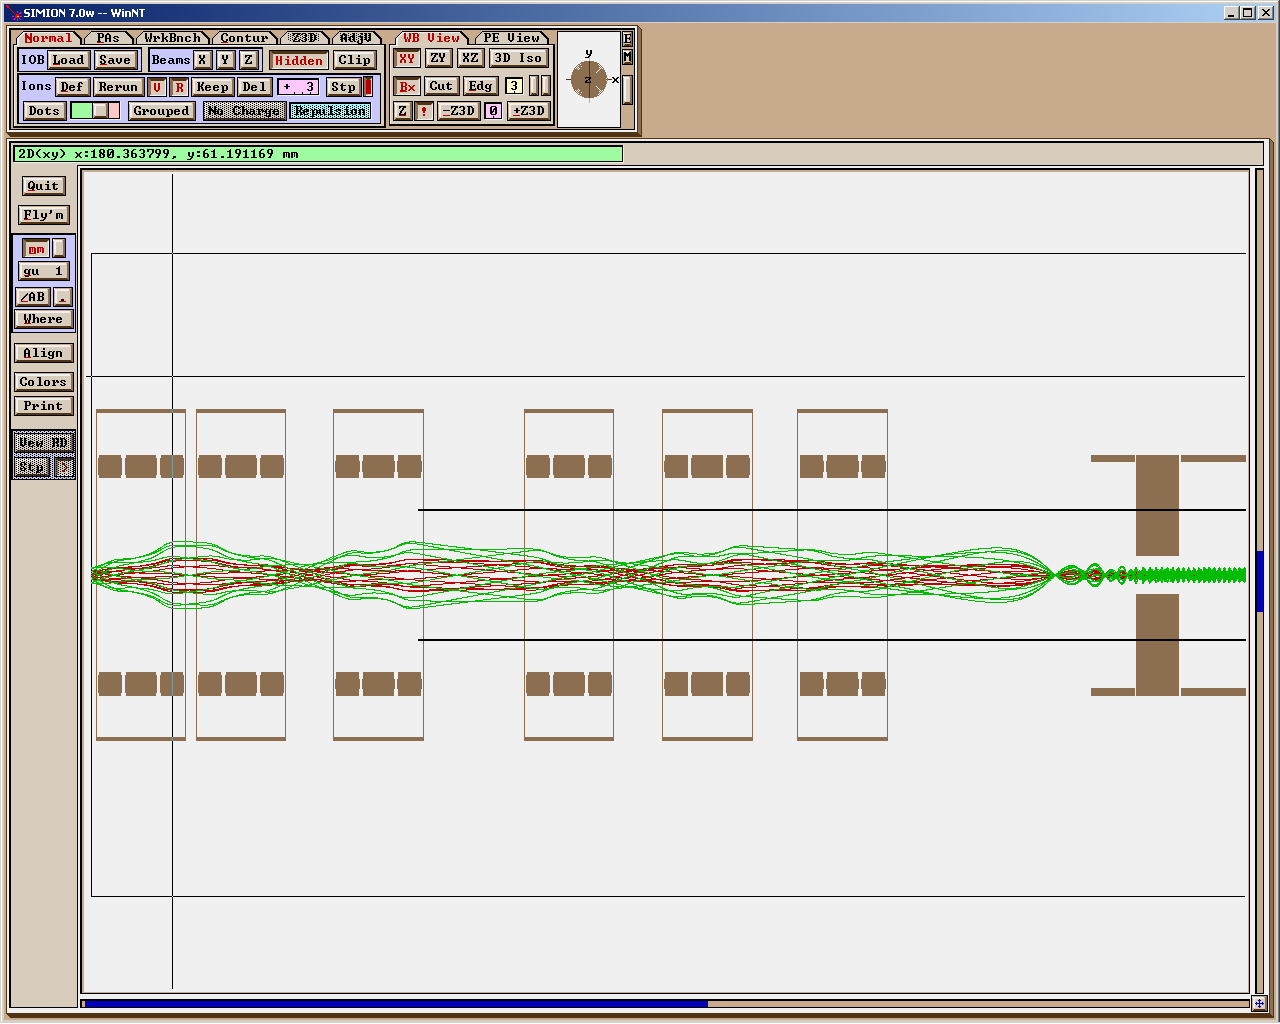 SIMION 7.0w -- WinNT
Normal PAs WrkBnch Contur Z3D AdjV WB View PE View
IOB Load Save Beams X Y Z Hidden Clip XY ZY XZ 3D Iso
Ions Def Rerun V R Keep Del + 3 Stp Bx Cut Edg 3
Dots Grouped No Charge Repulsion Z ! -Z3D 0 +Z3D
y
z x
E
M
2D(xy) x:180.363799, y:61.191169 mm
Quit
Fly'm
mm
gu 1
∠AB .
Where
Align
Colors
Print
View RD
Stp >